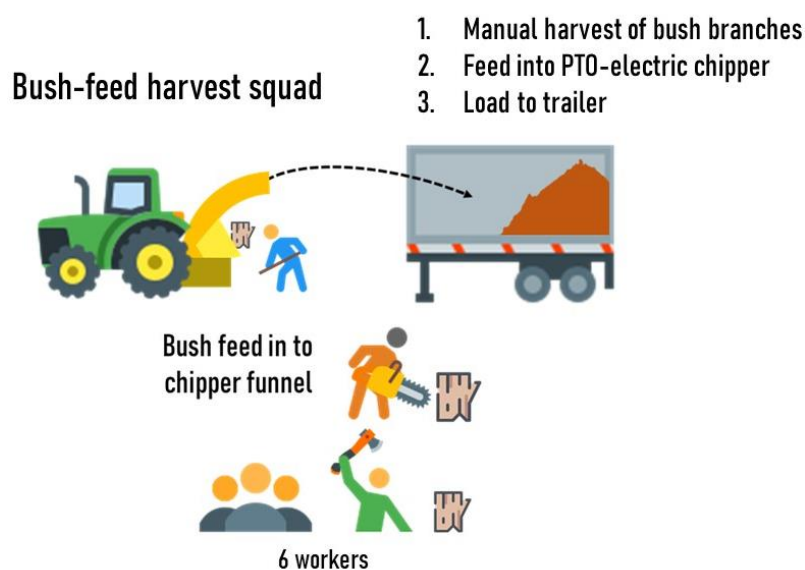 Bush-feed harvest squad
1. Manual harvest of bush branches
2. Feed into PTO-electric chipper
3. Load to trailer
Bush feed in to
chipper funnel
6 workers